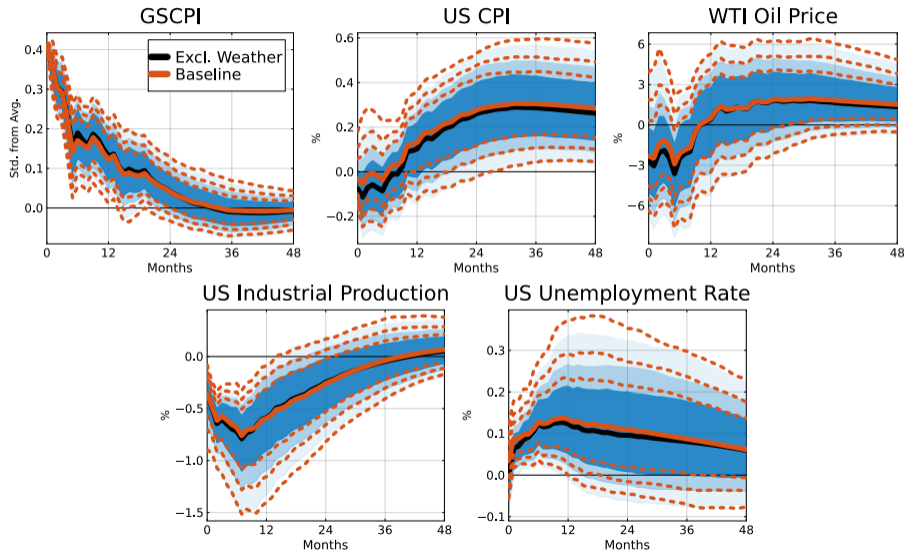 GSCPI
US CPI
WTI Oil Price
Excl. Weather
Baseline
Std. from Avg.
0.4
0.3
0.2
0.1
0.0
0 12 24 36 48
Months
%
0.6
0.4
0.2
0.0
−0.2
0 12 24 36 48
Months
%
6
3
0
−3
−6
0 12 24 36 48
Months
US Industrial Production
US Unemployment Rate
%
0.0
−0.5
−1.0
−1.5
0 12 24 36 48
Months
%
0.3
0.2
0.1
0.0
−0.1
0 12 24 36 48
Months